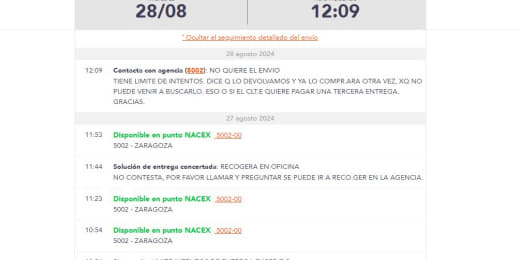 28/08
12:09
ˆ Ocultar el seguimiento detallado del envío
28 agosto 2024
12:09 Contacto con agencia (5002): NO QUIERE EL ENVIO
TIENE LIMITE DE INTENTOS. DICE Q LO DEVOLVAMOS Y YA LO COMPR.ARA OTRA VEZ, XQ NO
PUEDE VENIR A BUSCARLO. ESO O SI EL CLT.E QUIERE PAGAR UNA TERCERA ENTREGA.
GRACIAS.
27 agosto 2024
11:53 Disponible en punto NACEX 5002-00
5002 - ZARAGOZA
11:44 Solución de entrega concertada: RECOGERA EN OFICINA
NO CONTESTA, POR FAVOR LLAMAR Y PREGUNTAR SE PUEDE IR A RECO.GER EN LA AGENCIA.
11:23 Disponible en punto NACEX 5002-00
5002 - ZARAGOZA
10:54 Disponible en punto NACEX 5002-00
5002 - ZARAGOZA